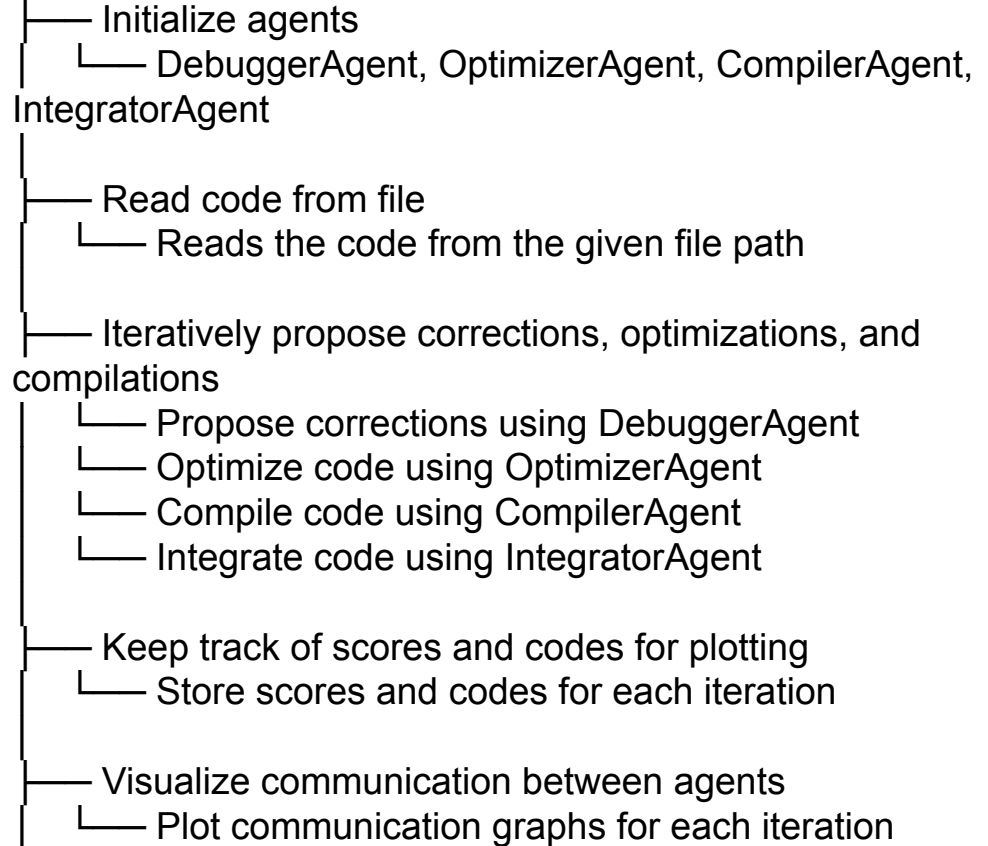 ├── Initialize agents
│   └── DebuggerAgent, OptimizerAgent, CompilerAgent,
IntegratorAgent
│
├── Read code from file
│   └── Reads the code from the given file path
│
├── Iteratively propose corrections, optimizations, and
compilations
│   └── Propose corrections using DebuggerAgent
│   └── Optimize code using OptimizerAgent
│   └── Compile code using CompilerAgent
│   └── Integrate code using IntegratorAgent
│
├── Keep track of scores and codes for plotting
│   └── Store scores and codes for each iteration
│
├── Visualize communication between agents
│   └── Plot communication graphs for each iteration